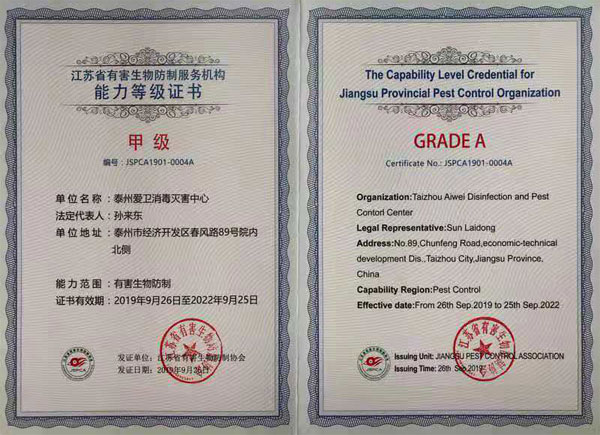 江苏省有害生物防制服务机构
能力等级证书
甲 级
编号：JSPCA1901-0004A
单位名称：泰州爱卫消毒灭害中心
法定代表人：孙来东
单位地址：泰州市经济开发区春风路89号院内
北侧
能力范围：有害生物防制
证书有效期：2019年9月26日至2022年9月25日
发证单位：江苏省有害生物防制协会
发证日期：2019年9月26日
JSPCA
The Capability Level Credential for
Jiangsu Provincial Pest Control Organization
GRADE A
Certificate No.: JSPCA1901-0004A
Organization:Taizhou Aiwei Disinfection and Pest
Contorl Center
Legal Representative:Sun Laidong
Address:No.89,Chunfeng Road,economic-technical
development Dis.,Taizhou City,Jiangsu Province,
China
Capability Region:Pest Control
Effective date:From 26th Sep.2019 to 25th Sep.2022
Issuing Unit: JIANGSU PEST CONTROL ASSOCIATION
Issuing Time: 26th Sep.2019
JSPCA